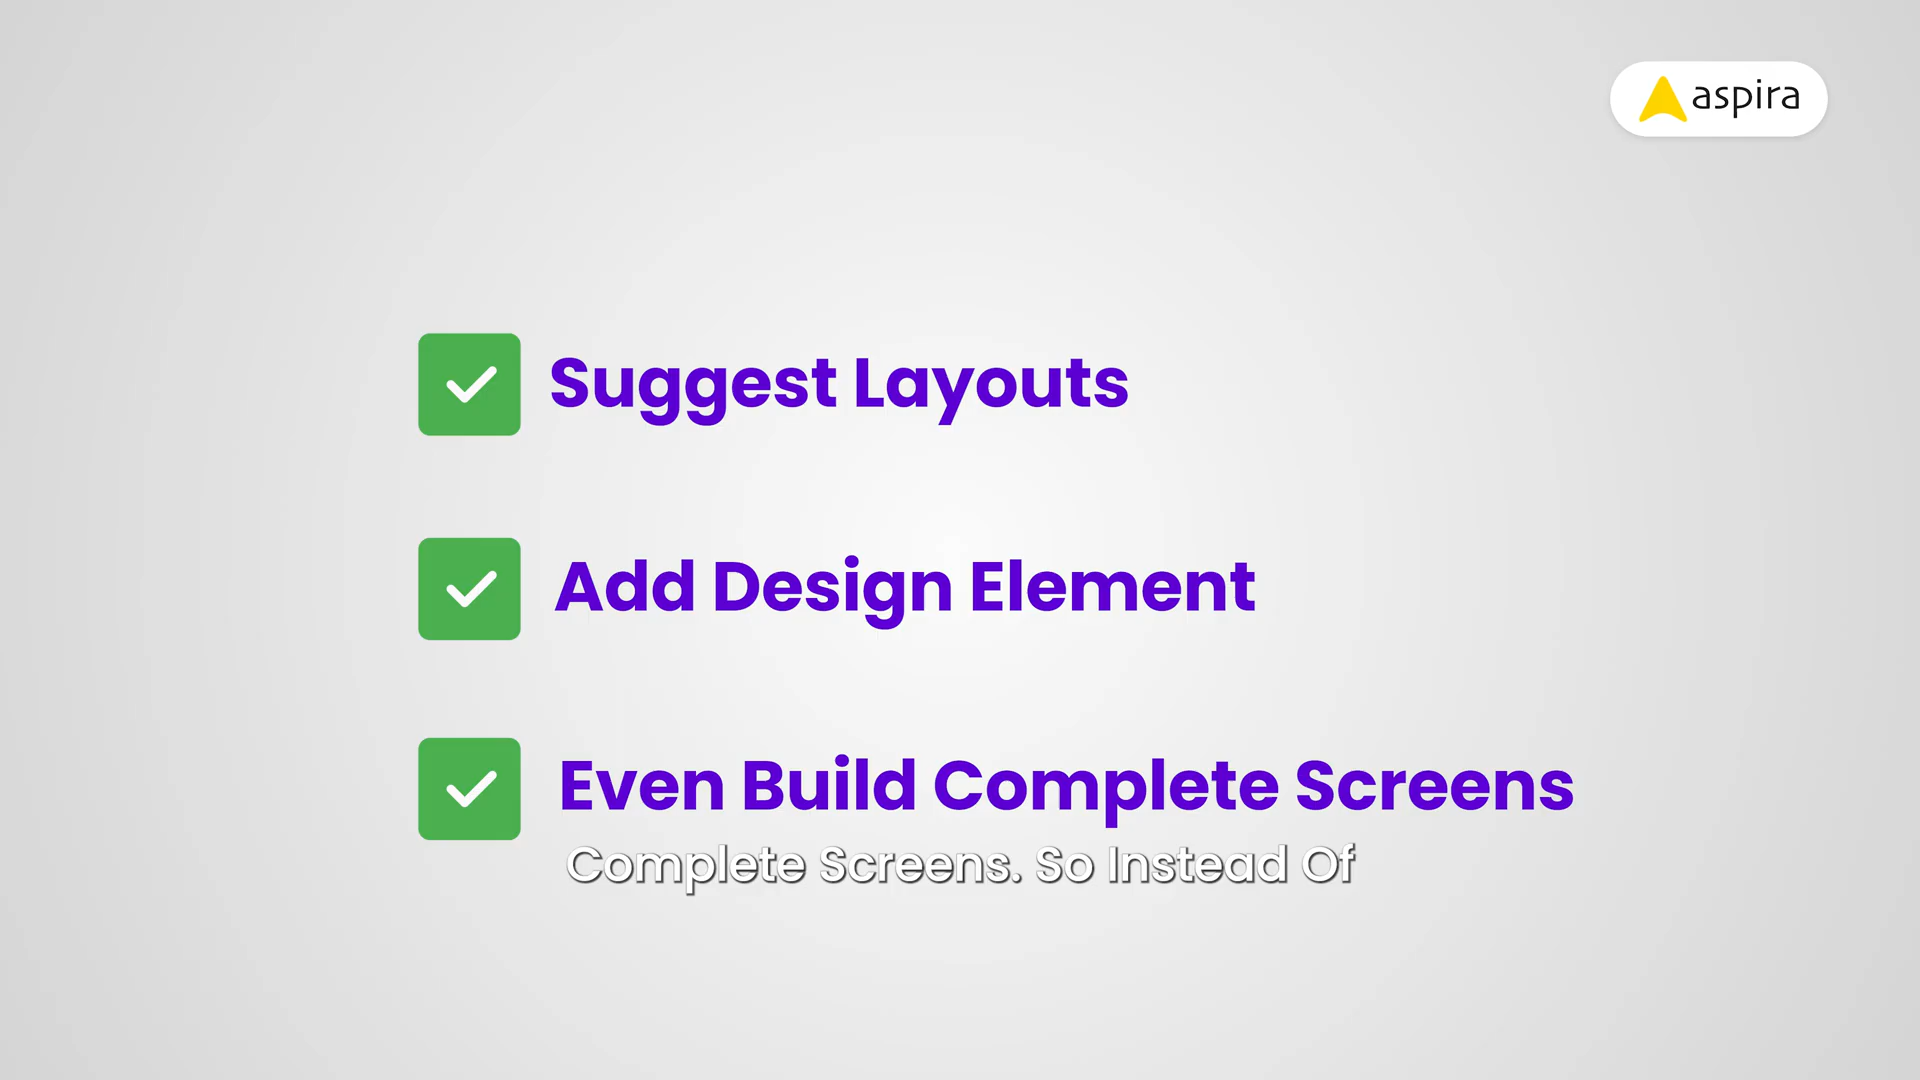 aspira
Suggest Layouts
Add Design Element
Even Build Complete Screens
Complete Screens. So Instead Of